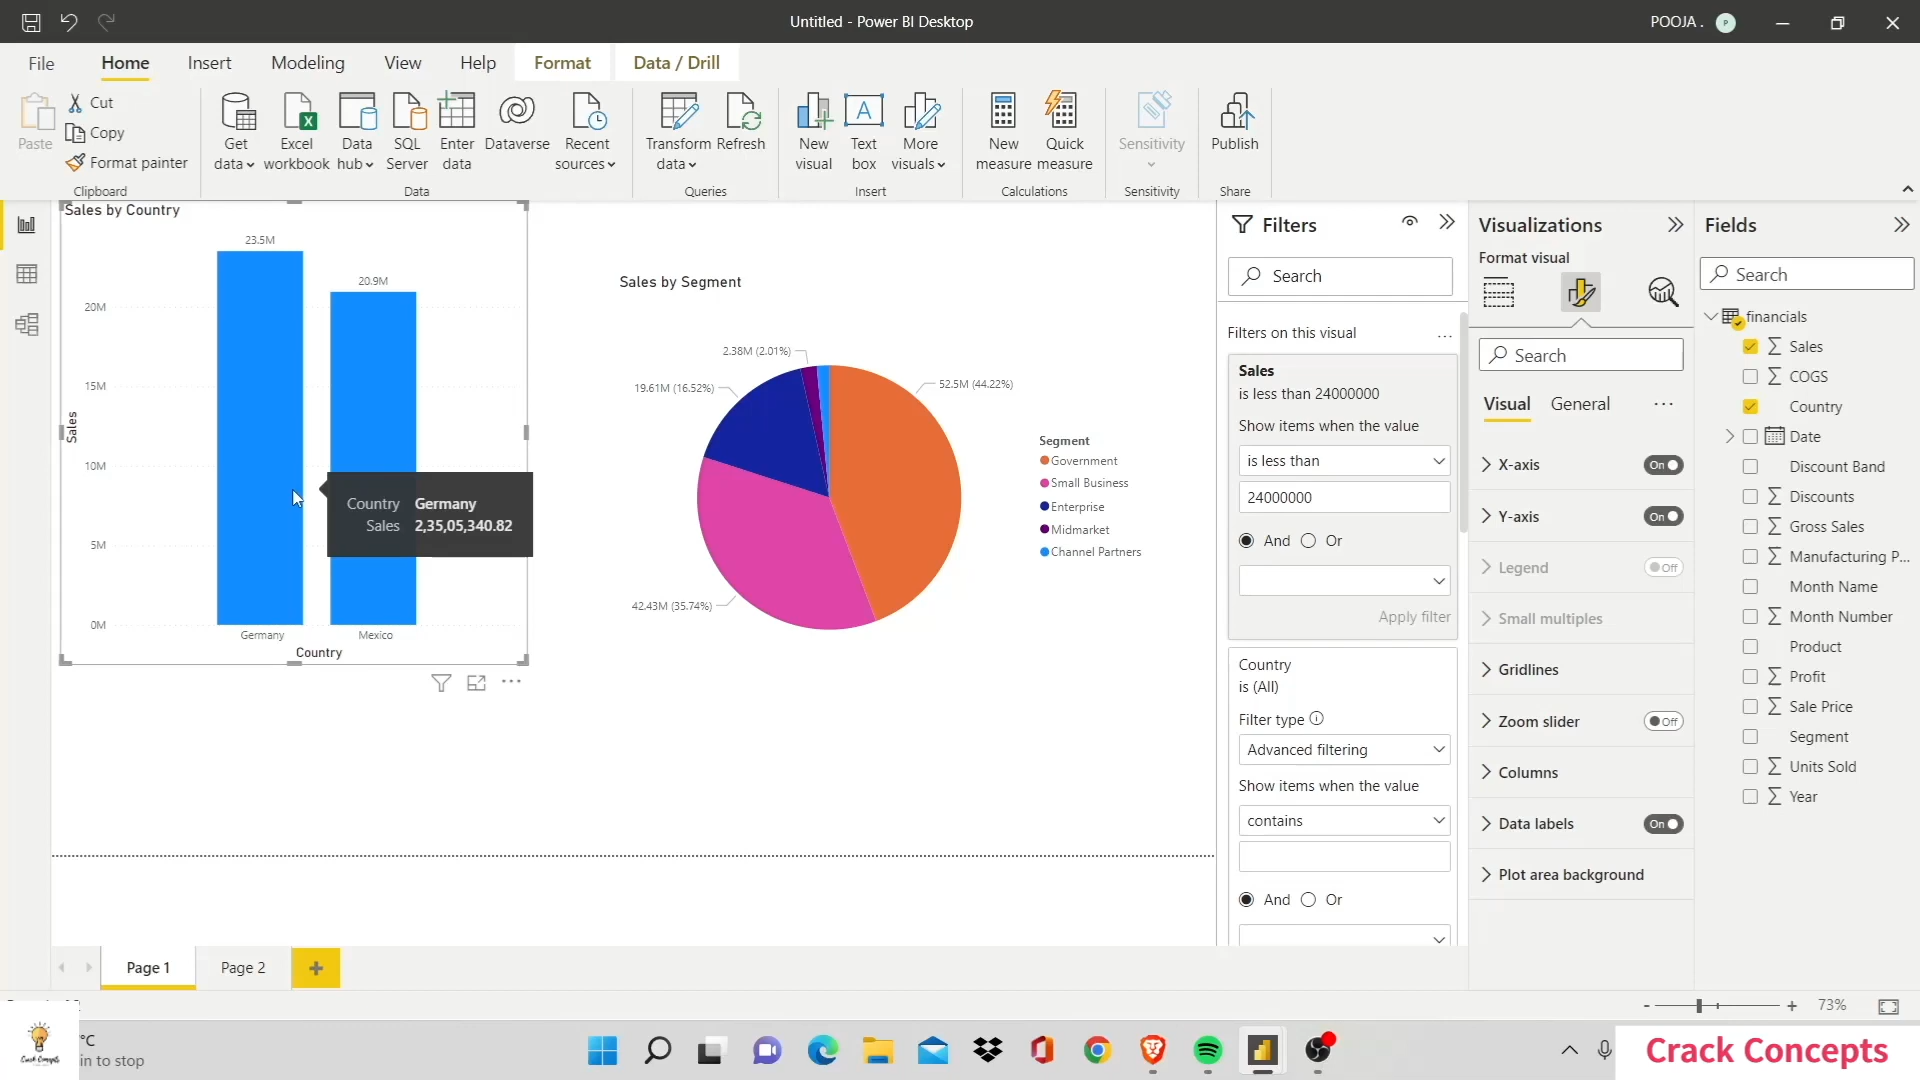 Untitled - Power BI Desktop
POOJA .
P
File
Home
Insert
Modeling
View
Help
Format
Data / Drill
Paste
Cut
Copy
Format painter
Clipboard
Get data
Excel workbook
Data hub
SQL Server
Enter data
Dataverse
Recent sources
Data
Transform data
Refresh
Queries
New visual
Text box
More visuals
Insert
New measure
Quick measure
Calculations
Sensitivity
Sensitivity
Publish
Share
Sales by Country
23.5M
20.9M
20M
15M
10M
5M
0M
Sales
Germany
Mexico
Country
Country Germany
Sales 2,35,05,340.82
Sales by Segment
2.38M (2.01%)
19.61M (16.52%)
52.5M (44.22%)
42.43M (35.74%)
Segment
Government
Small Business
Enterprise
Midmarket
Channel Partners
Filters
Search
Filters on this visual
Sales
is less than 24000000
Show items when the value
is less than
24000000
And
Or
Apply filter
Country
is (All)
Filter type
Advanced filtering
Show items when the value
contains
And
Or
Visualizations
Format visual
Search
Visual
General
X-axis On
Y-axis On
Legend Off
Small multiples
Gridlines
Zoom slider Off
Columns
Data labels On
Plot area background
Fields
Search
financials
Sales
COGS
Country
Date
Discount Band
Discounts
Gross Sales
Manufacturing P...
Month Name
Month Number
Product
Profit
Sale Price
Segment
Units Sold
Year
Page 1
Page 2
73%
°C
in to stop
Crack Concepts
Crack Concepts